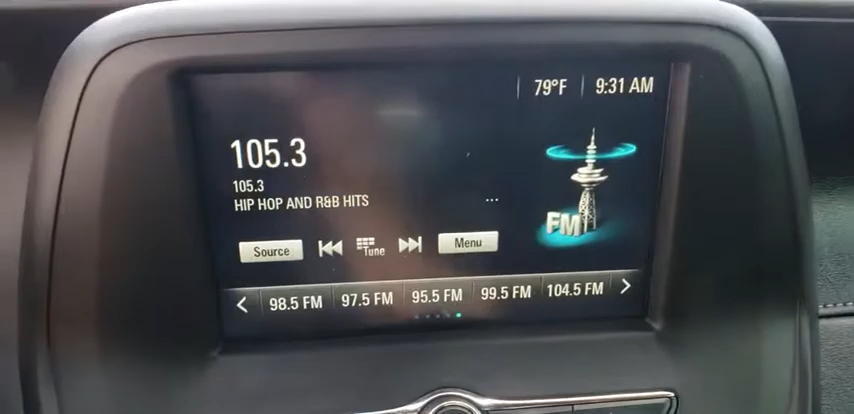 79°F 9:31 AM
105.3
105.3
HIP HOP AND R&B HITS
...
FM
Source Tune Menu
98.5 FM 97.5 FM 95.5 FM 99.5 FM 104.5 FM